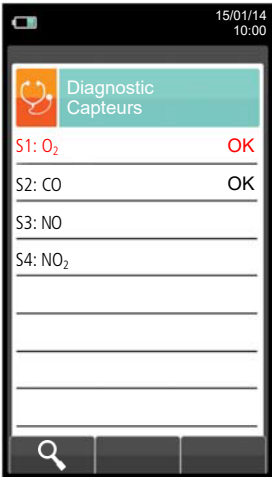 15/01/14
10:00
Diagnostic
Capteurs
S1: O₂ OK
S2: CO OK
S3: NO
S4: NO₂